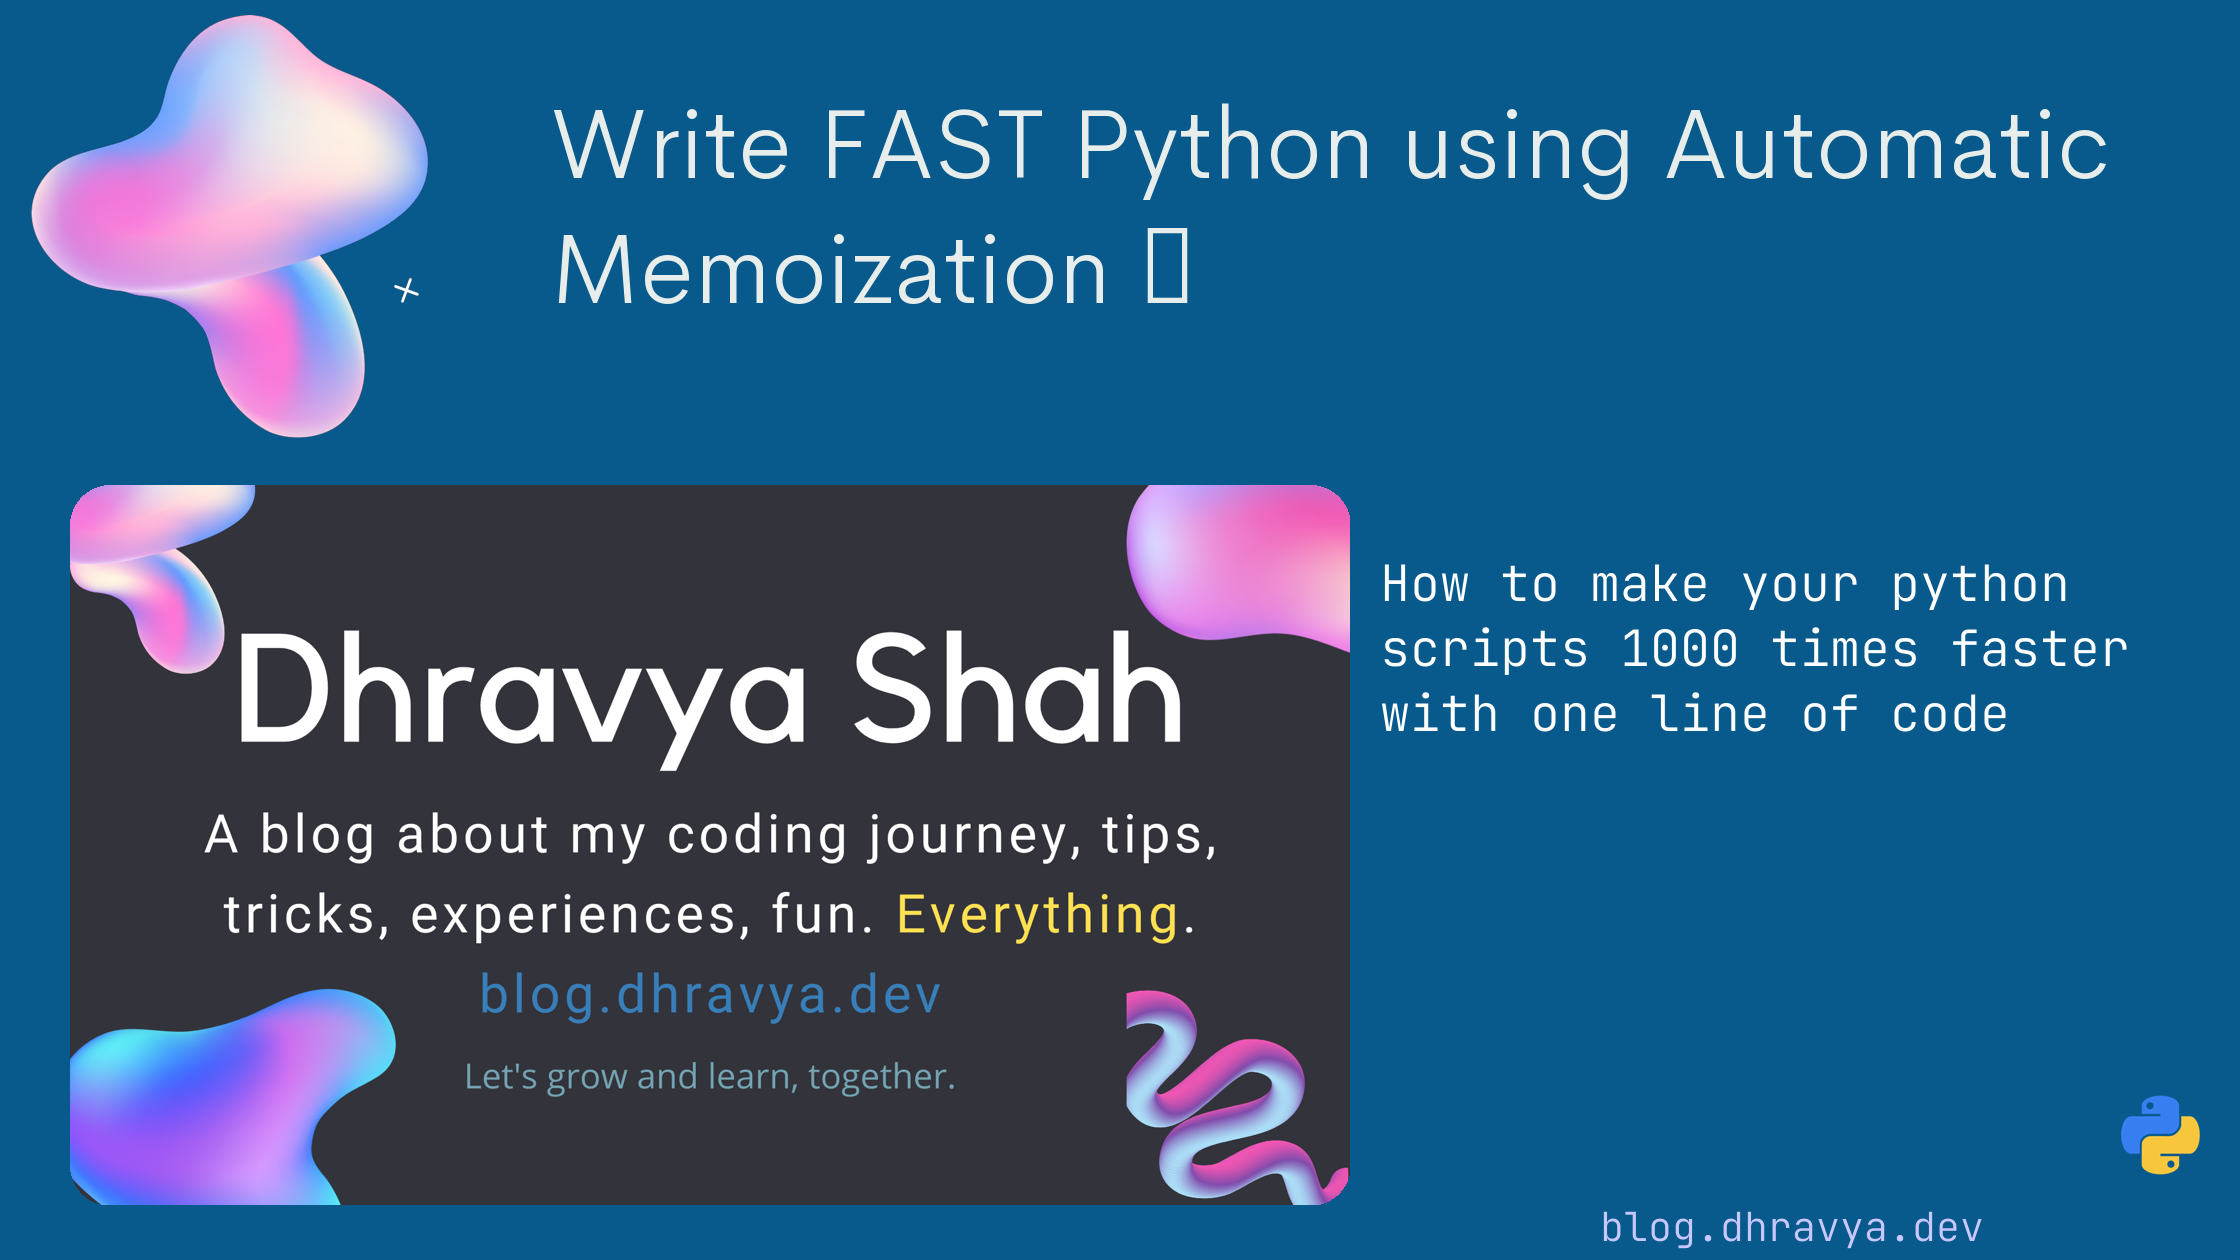 Write FAST Python using Automatic
Memoization
Dhravya Shah
A blog about my coding journey, tips,
tricks, experiences, fun. Everything.
blog.dhravya.dev
Let's grow and learn, together.
How to make your python
scripts 1000 times faster
with one line of code
blog.dhravya.dev